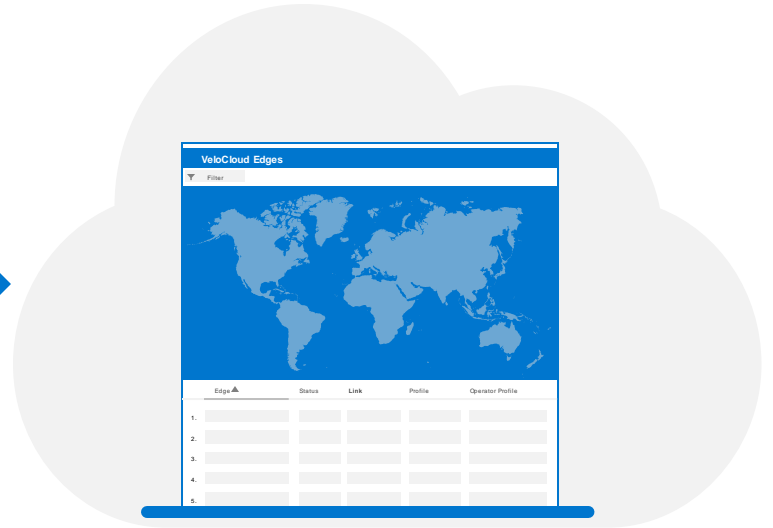 VeloCloud Edges
Filter
Edge Status Link Profile Operator Profile
1.
2.
3.
4.
5.